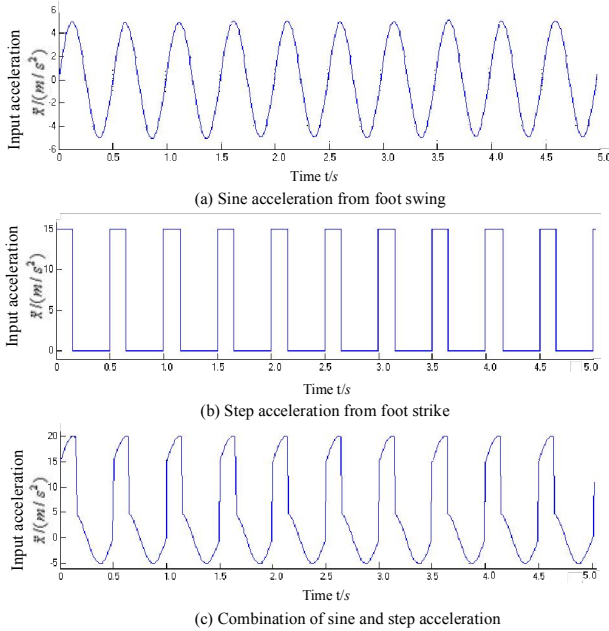 6
4
2
0
-2
-4
-6
Input acceleration
ẍ/(m/s²)
0 0.5 1.0 1.5 2.0 2.5 3.0 3.5 4.0 4.5 5.0
Time t/s
(a) Sine acceleration from foot swing
15
10
5
0
Input acceleration
ẍ/(m/s²)
0 0.5 1.0 1.5 2.0 2.5 3.0 3.5 4.0 4.5 5.0
Time t/s
(b) Step acceleration from foot strike
20
15
10
5
0
-5
Input acceleration
ẍ/(m/s²)
0 0.5 1.0 1.5 2.0 2.5 3.0 3.5 4.0 4.5 5.0
Time t/s
(c) Combination of sine and step acceleration